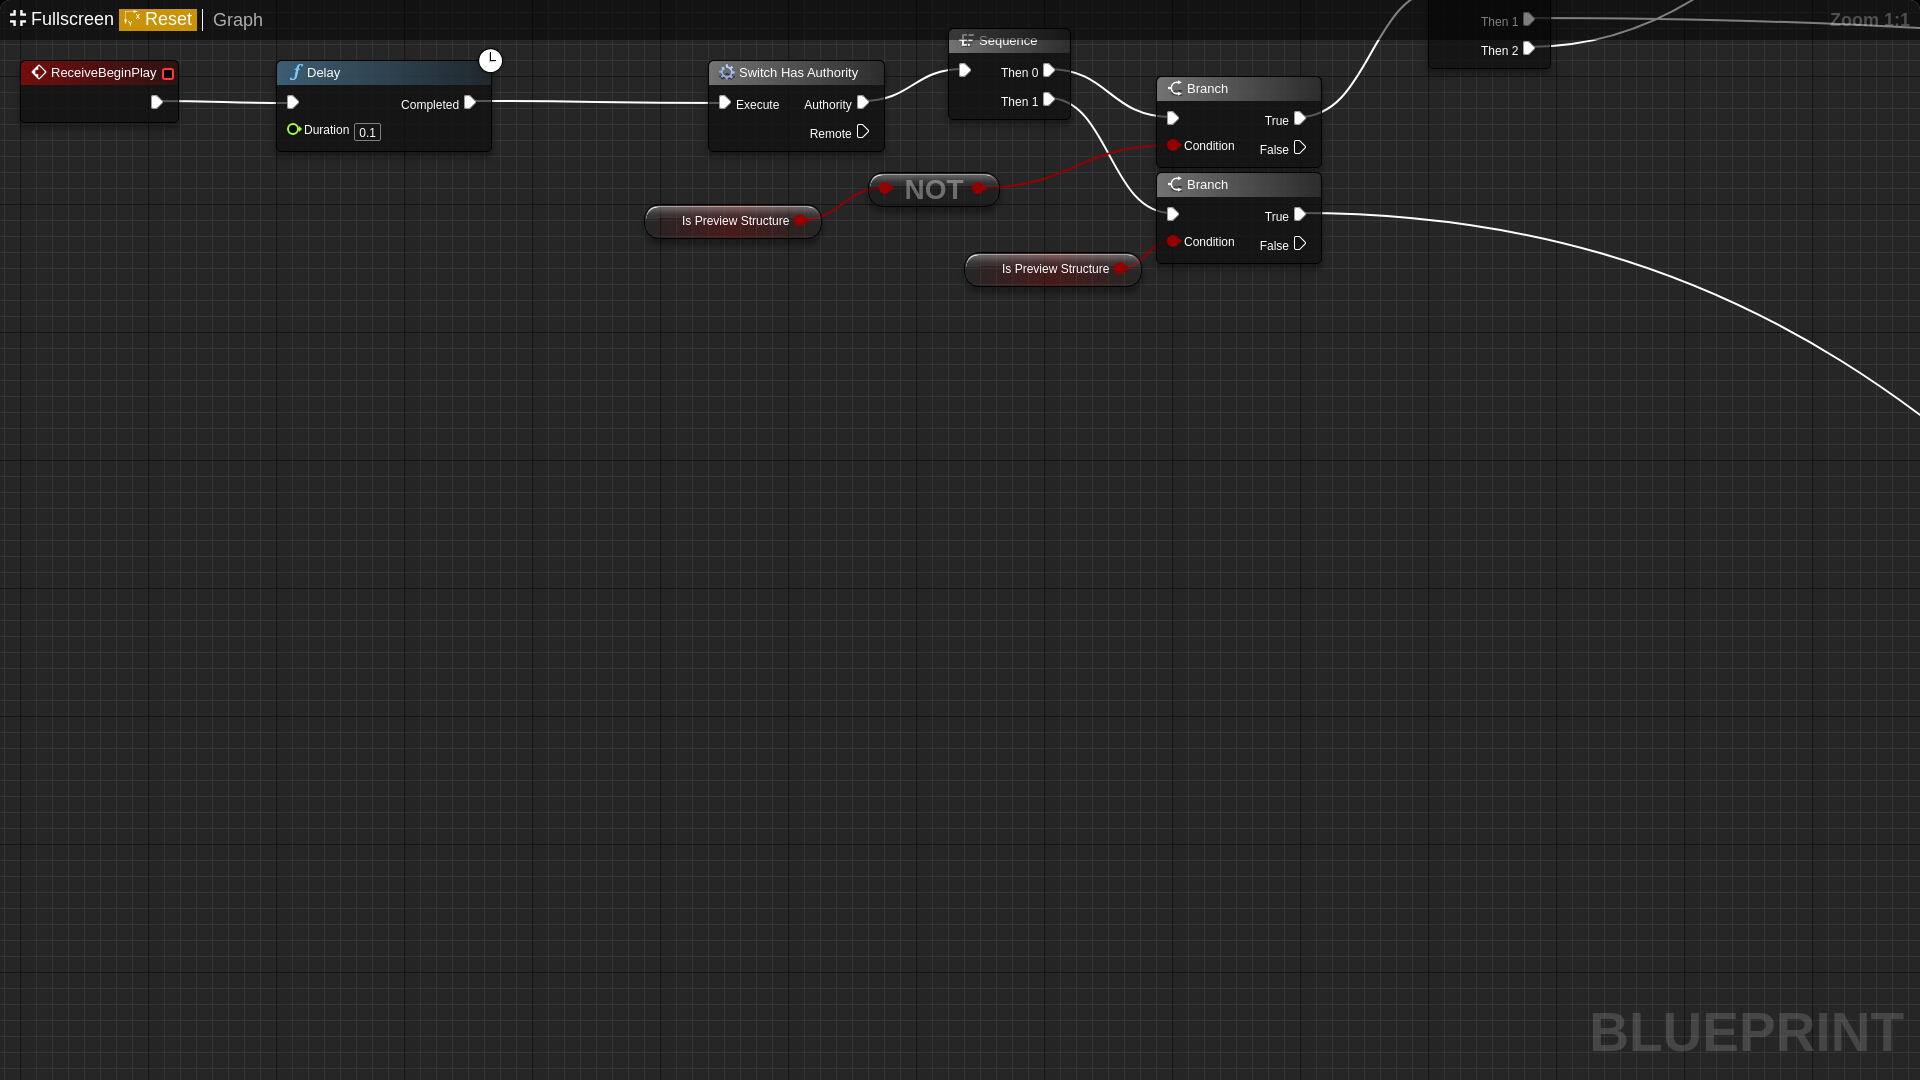 Fullscreen Reset Graph Zoom 1:1
Then 1
Then 2
Sequence
Then 0
Then 1
ReceiveBeginPlay
Delay
Completed
Duration 0.1
Switch Has Authority
Execute Authority
Remote
Branch
True
Condition False
NOT
Is Preview Structure
Branch
True
Condition False
Is Preview Structure
BLUEPRINT